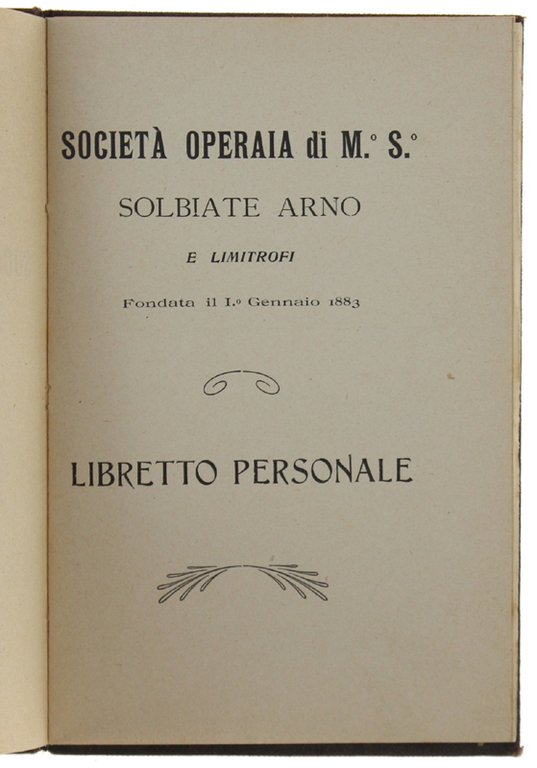 SOCIETÀ OPERAIA di M.º S.º
SOLBIATE ARNO
E LIMITROFI
Fondata il I.º Gennaio 1883
LIBRETTO PERSONALE